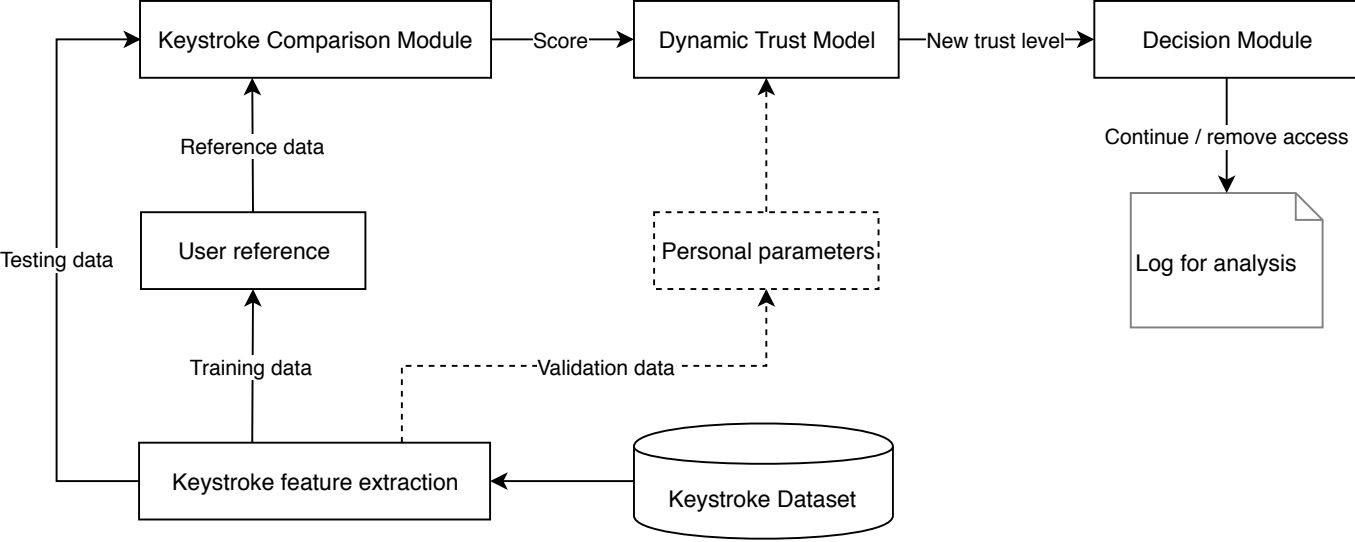 Keystroke Comparison Module
Score
Dynamic Trust Model
New trust level
Decision Module
Reference data
Continue / remove access
User reference
Personal parameters
Testing data
Log for analysis
Training data
Validation data
Keystroke feature extraction
Keystroke Dataset